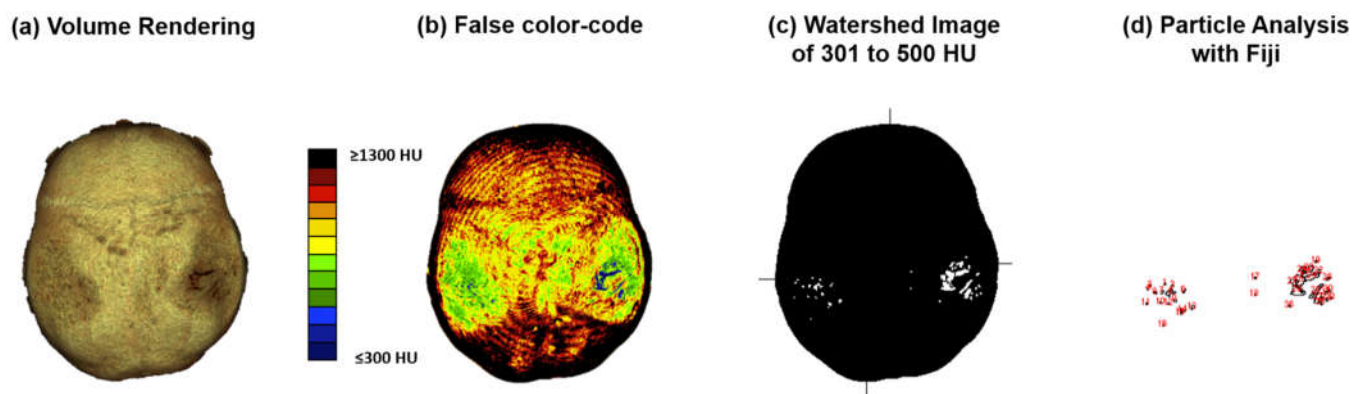 (a) Volume Rendering
(b) False color-code
(c) Watershed Image
of 301 to 500 HU
(d) Particle Analysis
with Fiji
≥1300 HU
≤300 HU